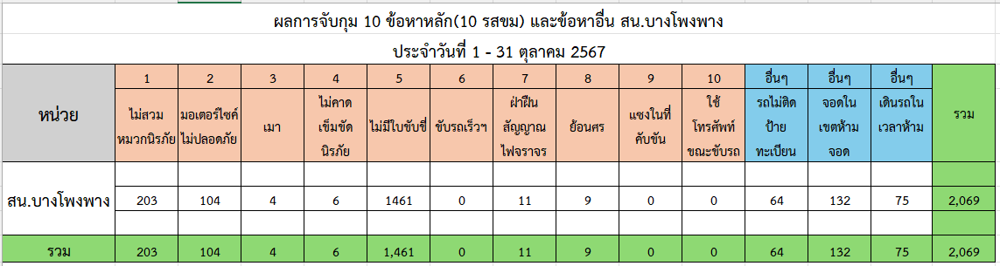 ผลการจับกุม 10 ข้อหาหลัก(10 รสขม) และข้อหาอื่น สน.บางโพงพาง
ประจำวันที่ 1 - 31 ตุลาคม 2567
หน่วย 1 2 3 4 5 6 7 8 9 10 อื่นๆ อื่นๆ อื่นๆ รวม
ไม่สวม
หมวกนิรภัย
มอเตอร์ไซค์
ไม่ปลอดภัย
เมา
ไม่คาด
เข็มขัด
นิรภัย
ไม่มีใบขับขี่
ขับรถเร็วฯ
ฝ่าฝืน
สัญญาณ
ไฟจราจร
ย้อนศร
แซงในที่
คับขัน
ใช้
โทรศัพท์
ขณะขับรถ
รถไม่ติด
ป้าย
ทะเบียน
จอดใน
เขตห้าม
จอด
เดินรถใน
เวลาห้าม
สน.บางโพงพาง 203 104 4 6 1461 0 11 9 0 0 64 132 75 2,069
รวม 203 104 4 6 1,461 0 11 9 0 0 64 132 75 2,069